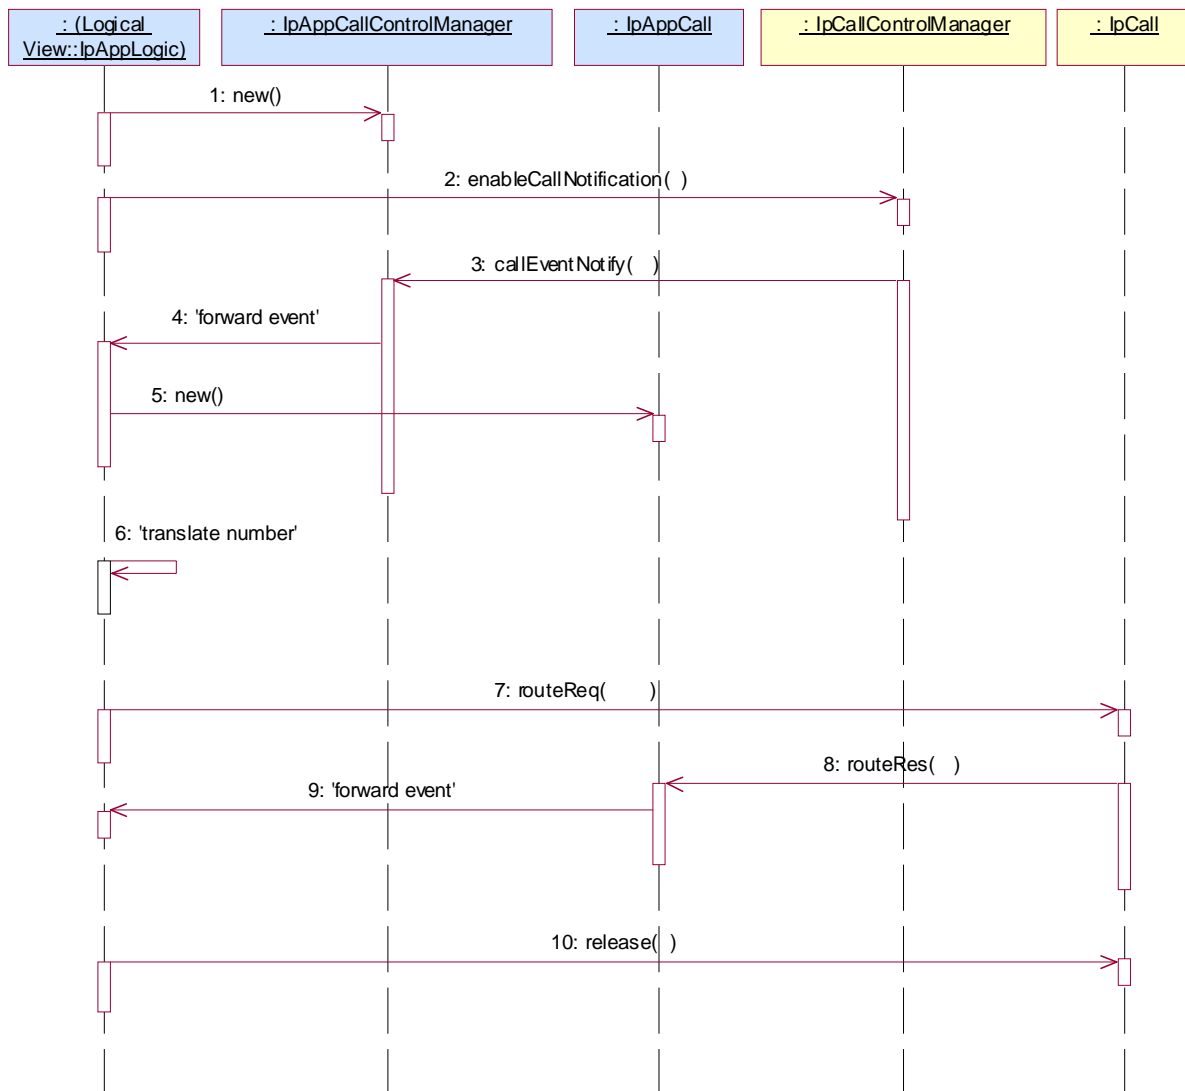 : (Logical
View::IpAppLogic)
: IpAppCallControlManager
: IpAppCall
: IpCallControlManager
: IpCall
1: new()
2: enableCallNotification( )
3: callEventNotify( )
4: 'forward event'
5: new()
6: 'translate number'
7: routeReq( )
8: routeRes( )
9: 'forward event'
10: release( )